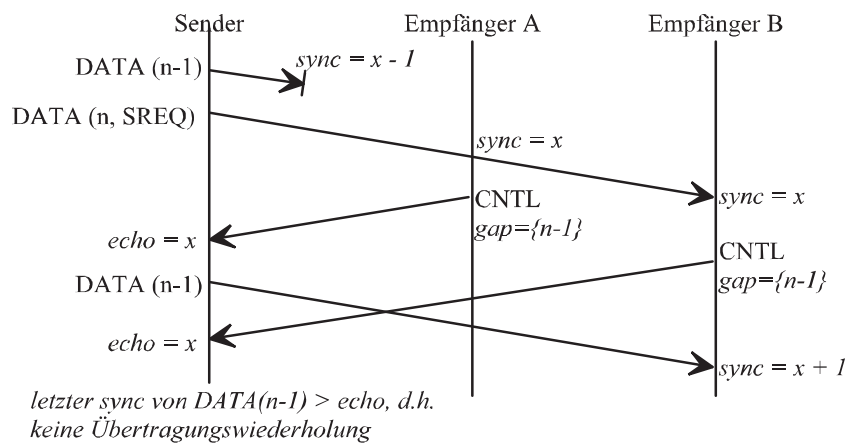 Sender Empfänger A Empfänger B
DATA (n-1) sync = x - 1
DATA (n, SREQ)
sync = x
CNTL sync = x
gap={n-1}
echo = x
CNTL
DATA (n-1) gap={n-1}
echo = x
sync = x + 1
letzter sync von DATA(n-1) > echo, d.h.
keine Übertragungswiederholung